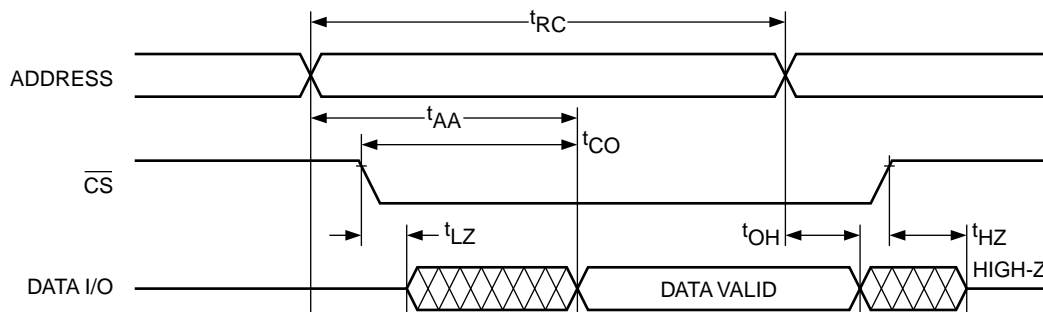 tRC
ADDRESS
tAA
tCO
CS
tLZ
tOH
tHZ
DATA I/O
DATA VALID
HIGH-Z